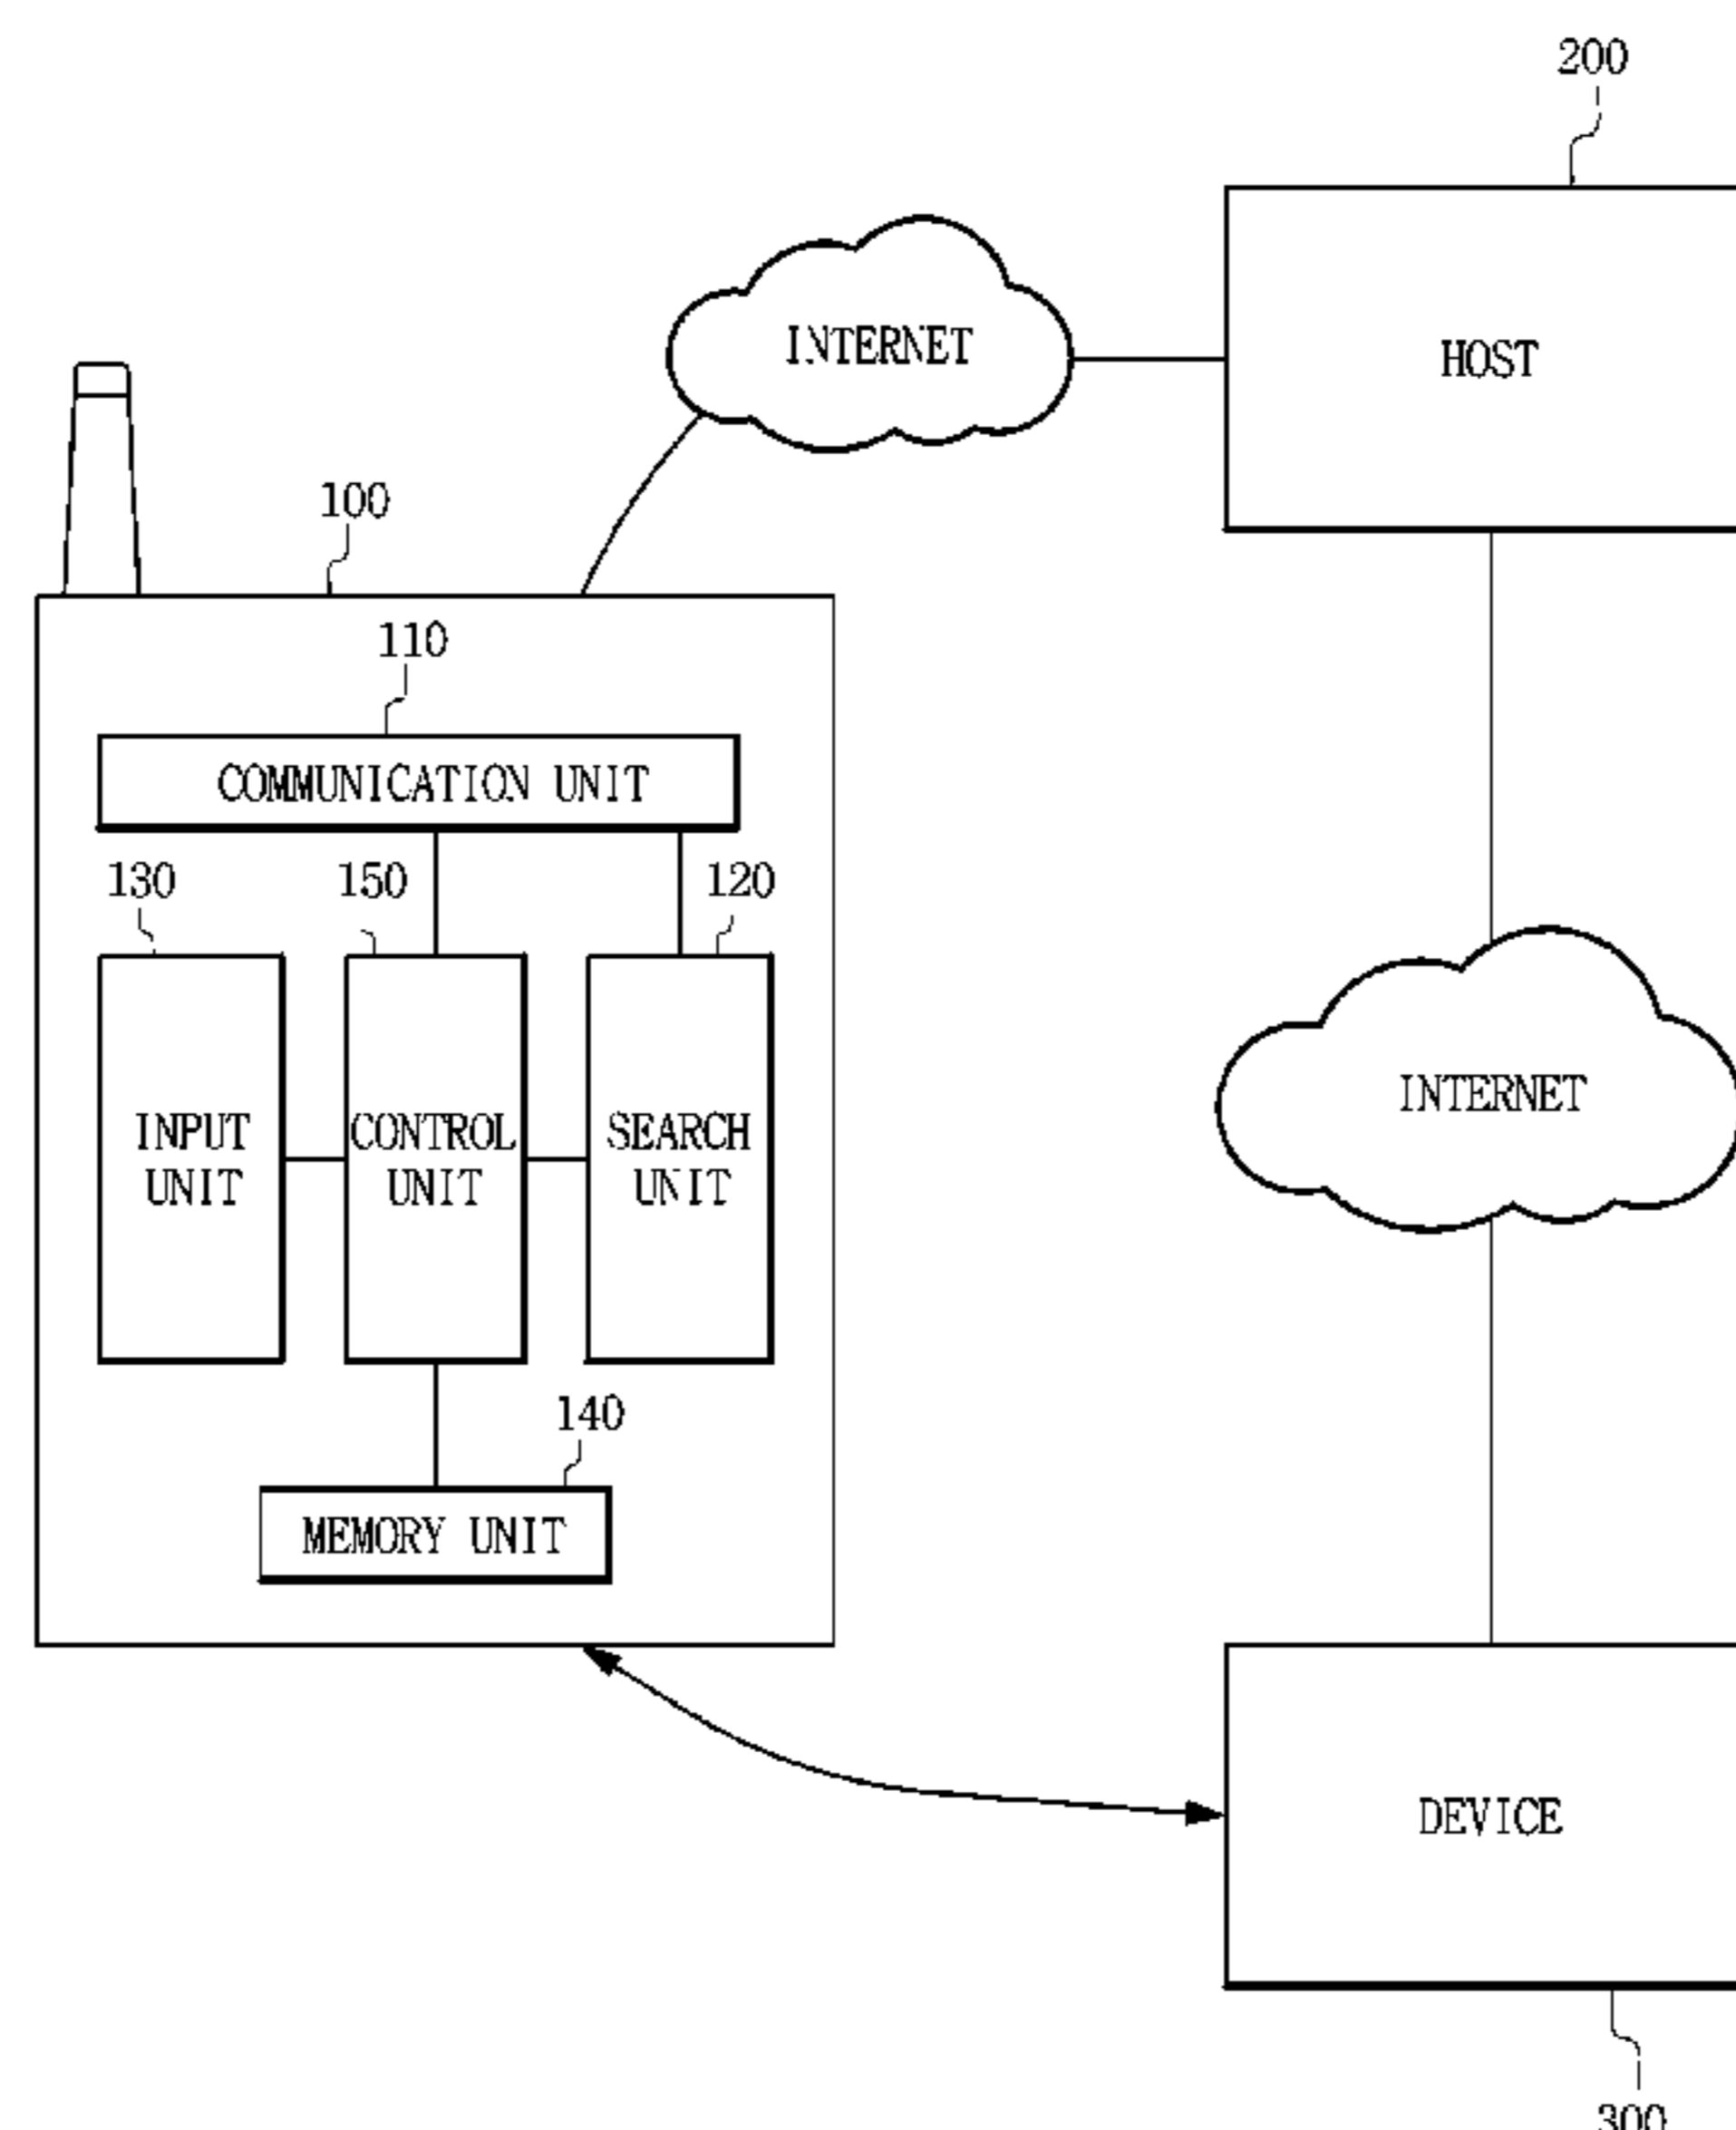 200
INTERNET
HOST
100
110
COMMUNICATION UNIT
130
150
120
INPUT
UNIT
CONTROL
UNIT
SEARCH
UNIT
INTERNET
140
MEMORY UNIT
DEVICE
300